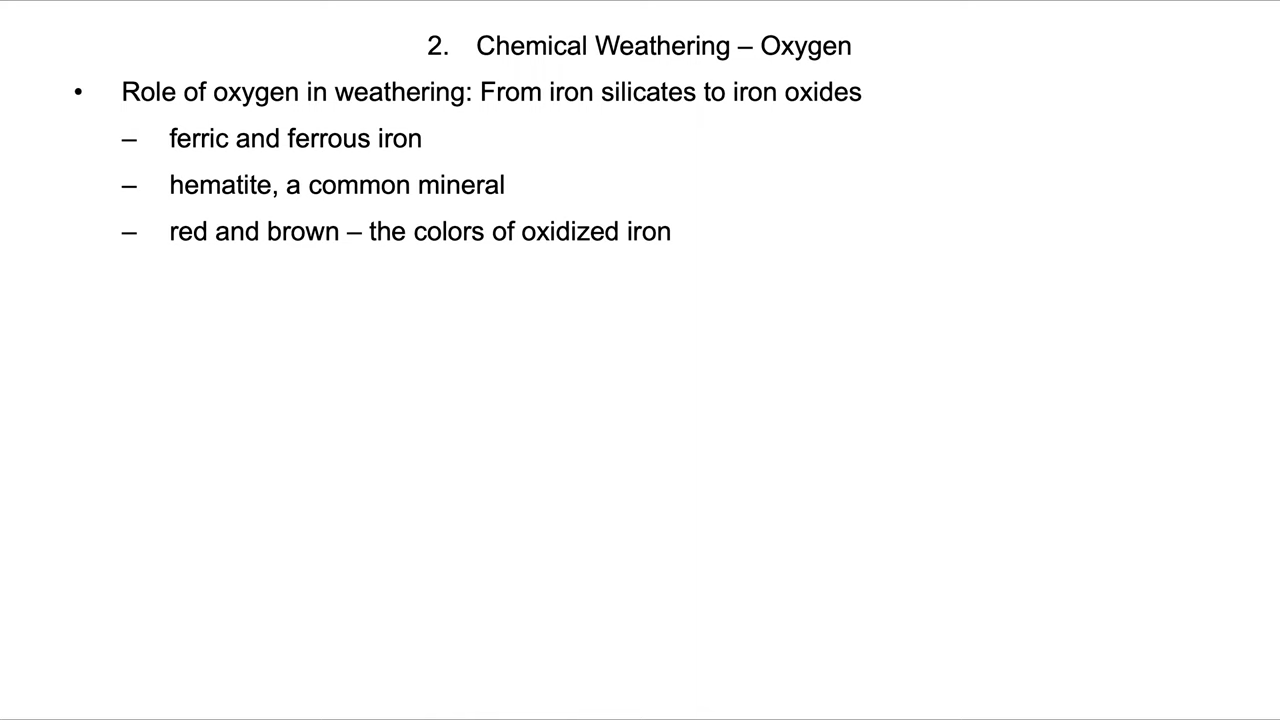 2. Chemical Weathering – Oxygen
• Role of oxygen in weathering: From iron silicates to iron oxides
– ferric and ferrous iron
– hematite, a common mineral
– red and brown – the colors of oxidized iron